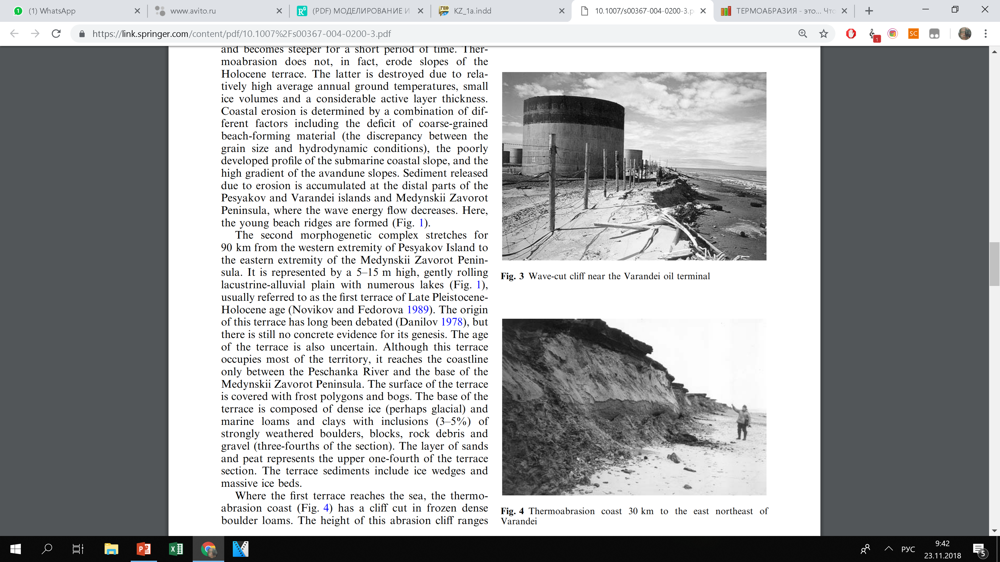 (1) WhatsApp
www.avito.ru
(PDF) МОДЕЛИРОВАНИЕ И
KZ_1a.indd
10.1007/s00367-004-0200-3.p
ТЕРМОАБРАЗИЯ - это... Что
https://link.springer.com/content/pdf/10.1007%2Fs00367-004-0200-3.pdf
SC
1
and becomes steeper for a short period of time. Ther-
moabrasion does not, in fact, erode slopes of the
Holocene terrace. The latter is destroyed due to rela-
tively high average annual ground temperatures, small
ice volumes and a considerable active layer thickness.
Coastal erosion is determined by a combination of dif-
ferent factors including the deficit of coarse-grained
beach-forming material (the discrepancy between the
grain size and hydrodynamic conditions), the poorly
developed profile of the submarine coastal slope, and the
high gradient of the avandune slopes. Sediment released
due to erosion is accumulated at the distal parts of the
Pesyakov and Varandei islands and Medynskii Zavorot
Peninsula, where the wave energy flow decreases. Here,
the young beach ridges are formed (Fig. 1).
The second morphogenetic complex stretches for
90 km from the western extremity of Pesyakov Island to
the eastern extremity of the Medynskii Zavorot Penin-
sula. It is represented by a 5–15 m high, gently rolling
lacustrine-alluvial plain with numerous lakes (Fig. 1),
usually referred to as the first terrace of Late Pleistocene-
Holocene age (Novikov and Fedorova 1989). The origin
of this terrace has long been debated (Danilov 1978), but
there is still no concrete evidence for its genesis. The age
of the terrace is also uncertain. Although this terrace
occupies most of the territory, it reaches the coastline
only between the Peschanka River and the base of the
Medynskii Zavorot Peninsula. The surface of the terrace
is covered with frost polygons and bogs. The base of the
terrace is composed of dense ice (perhaps glacial) and
marine loams and clays with inclusions (3–5%) of
strongly weathered boulders, blocks, rock debris and
gravel (three-fourths of the section). The layer of sands
and peat represents the upper one-fourth of the terrace
section. The terrace sediments include ice wedges and
massive ice beds.
Where the first terrace reaches the sea, the thermo-
abrasion coast (Fig. 4) has a cliff cut in frozen dense
boulder loams. The height of this abrasion cliff ranges
Fig. 3 Wave-cut cliff near the Varandei oil terminal
Fig. 4 Thermoabrasion coast 30 km to the east northeast of
Varandei
РУС
9:42
23.11.2018
5